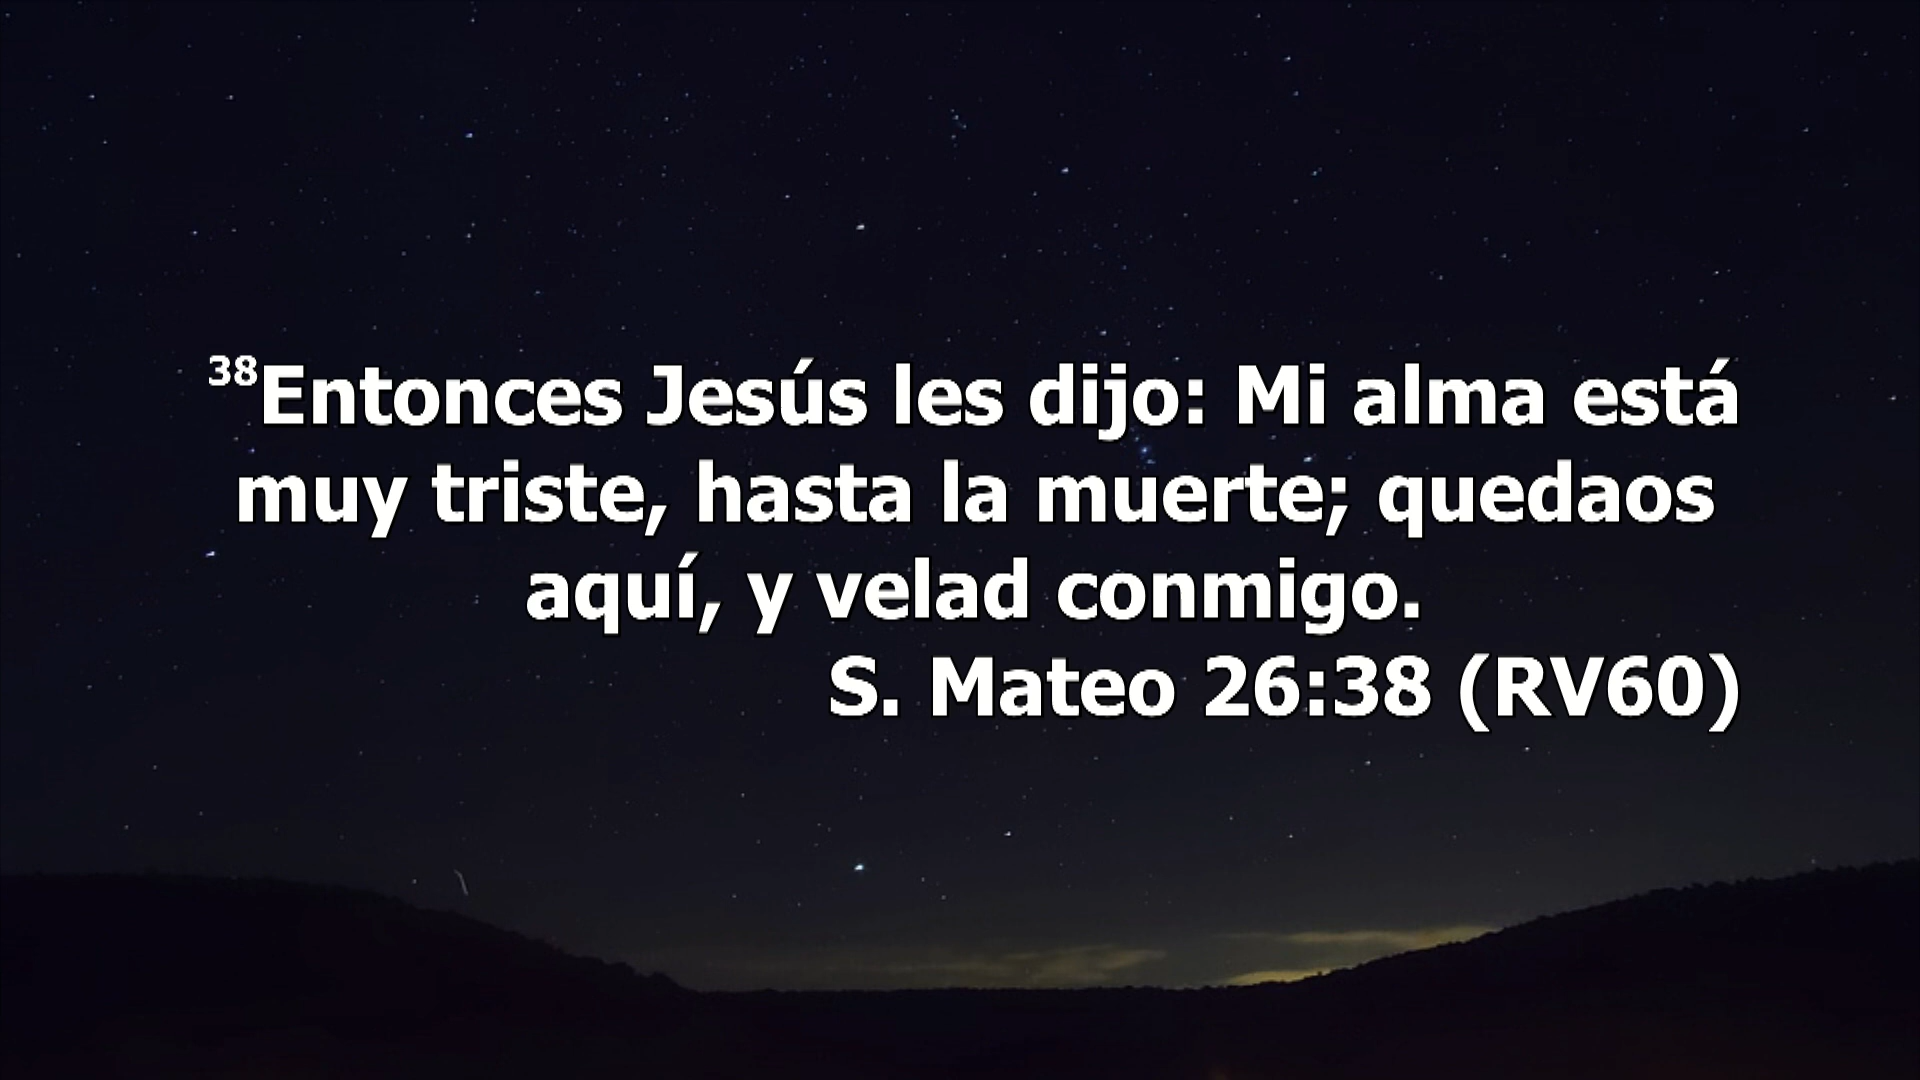 38Entonces Jesús les dijo: Mi alma está
muy triste, hasta la muerte; quedaos
aquí, y velad conmigo.
S. Mateo 26:38 (RV60)